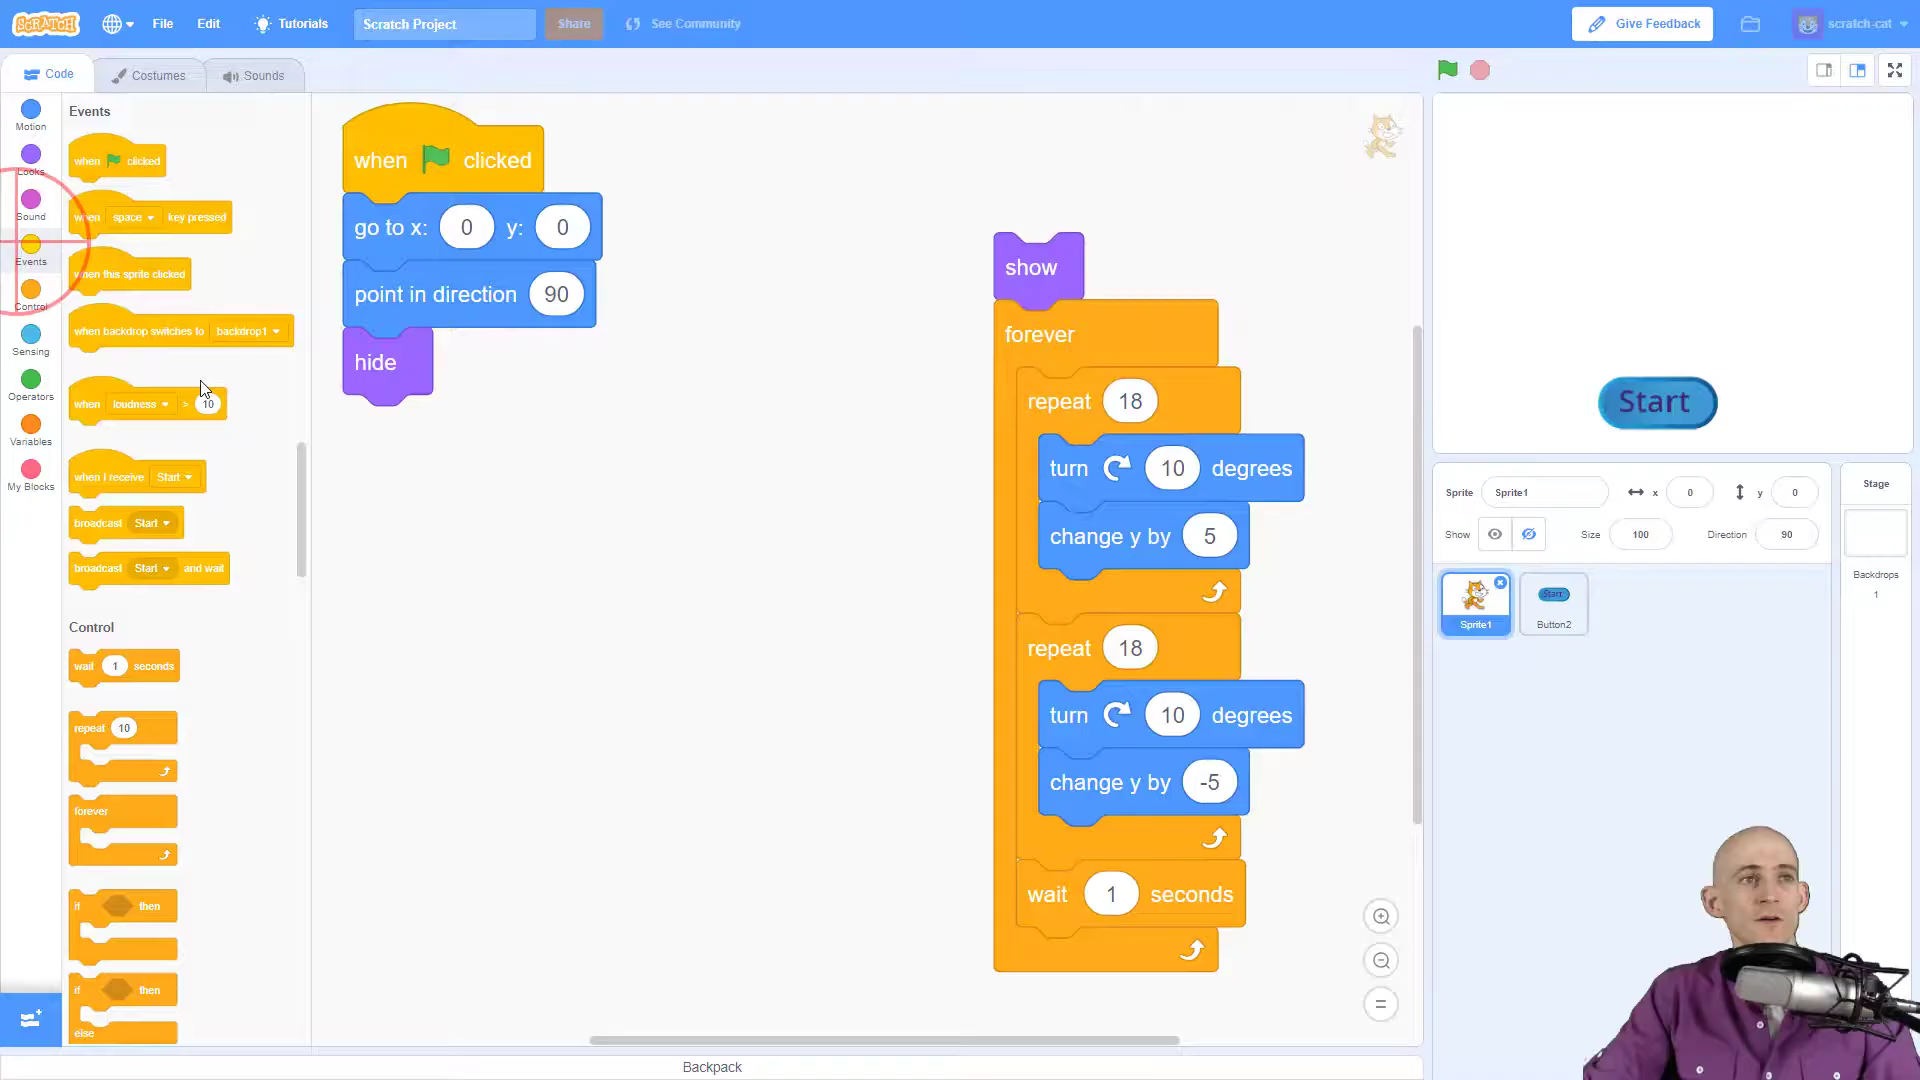 SCRATCH File Edit Tutorials Scratch Project Share See Community Give Feedback scratch-cat
Code Costumes Sounds
Motion
Looks
Sound
Events
Control
Sensing
Operators
Variables
My Blocks
Events
when clicked
when space key pressed
when this sprite clicked
when backdrop switches to backdrop1
when loudness > 10
when I receive Start
broadcast Start
broadcast Start and wait
Control
wait 1 seconds
repeat 10
forever
if then
if then
else
when clicked
go to x: 0 y: 0
point in direction 90
hide
show
forever
repeat 18
turn 10 degrees
change y by 5
repeat 18
turn 10 degrees
change y by -5
wait 1 seconds
Backpack
Start
Sprite Sprite1 x 0 y 0
Show Size 100 Direction 90
Sprite1
Start
Button2
Stage
Backdrops
1